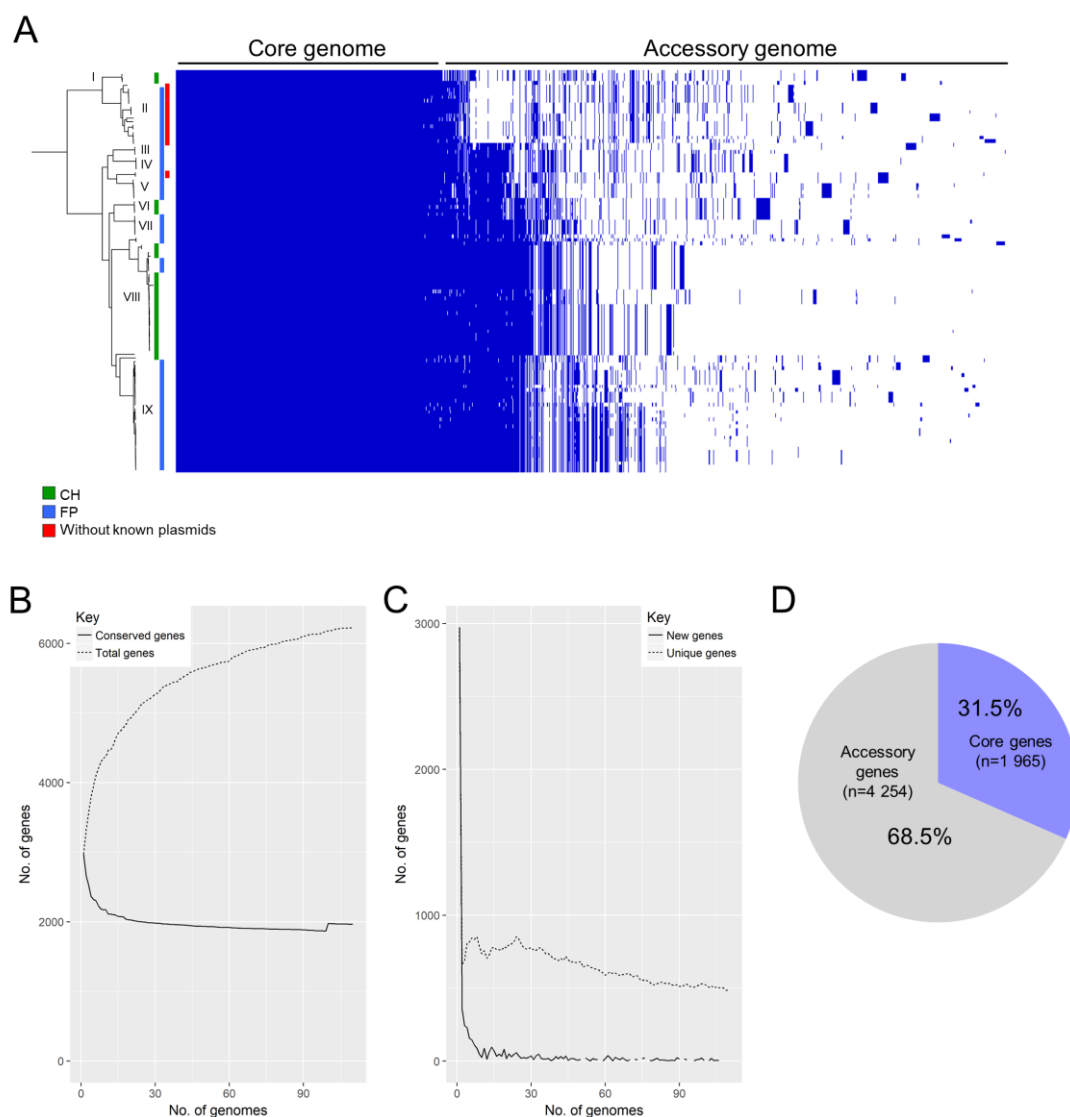 A
Core genome
Accessory genome
I
II
III
IV
V
VI
VII
VIII
IX
CH
FP
Without known plasmids
B
Key
Conserved genes
Total genes
No. of genes
6000
4000
2000
0
0
30
60
90
No. of genomes
C
Key
New genes
Unique genes
No. of genes
3000
2000
1000
0
0
30
60
90
No. of genomes
D
31.5%
Core genes
(n=1 965)
Accessory
genes
(n=4 254)
68.5%